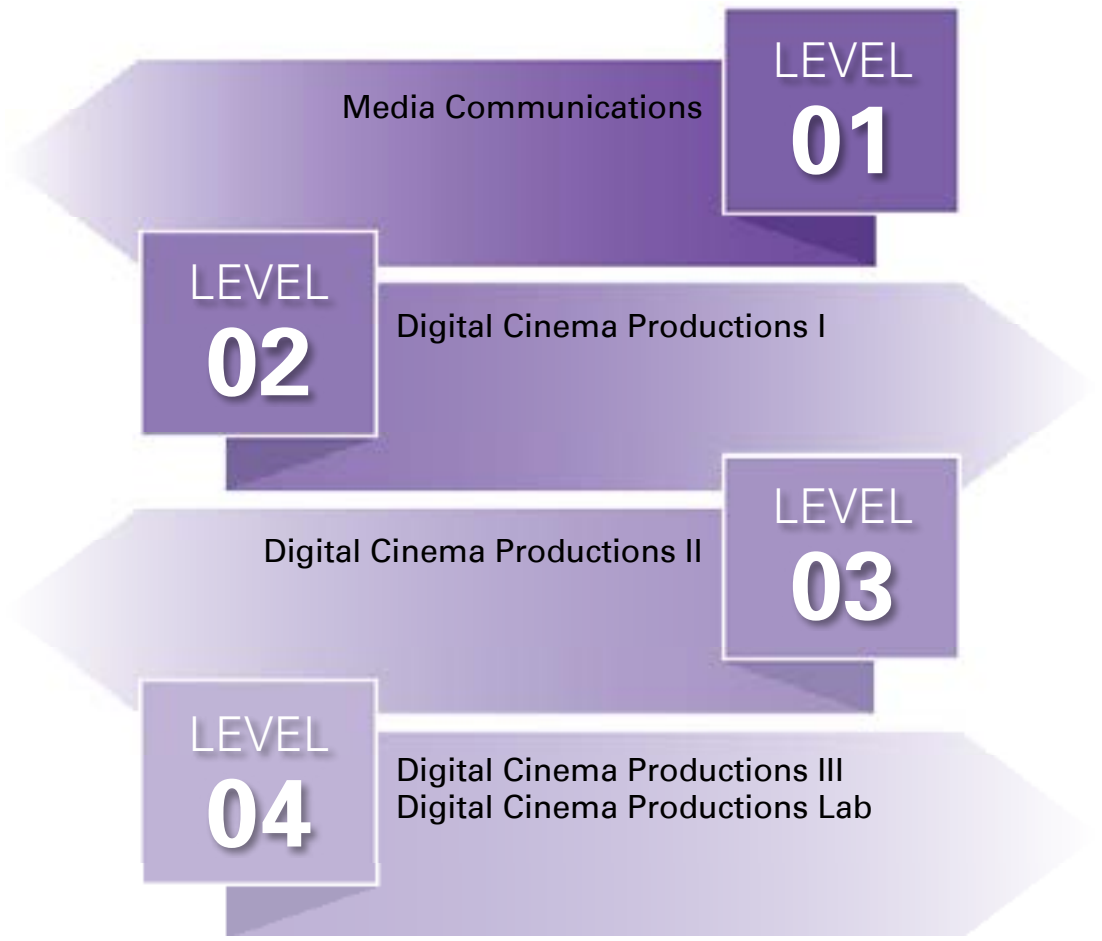 LEVEL
01
Media Communications
LEVEL
02
Digital Cinema Productions I
LEVEL
03
Digital Cinema Productions II
LEVEL
04
Digital Cinema Productions III
Digital Cinema Productions Lab